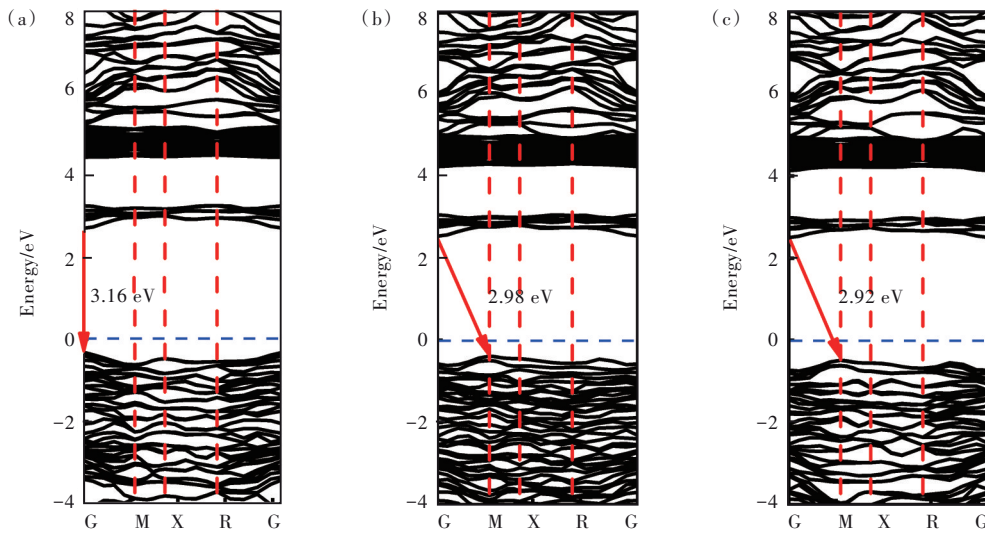 (a)
Energy/eV
8
6
4
2
0
−2
−4
3.16 eV
G M X R G
(b)
Energy/eV
8
6
4
2
0
−2
−4
2.98 eV
G M X R G
(c)
Energy/eV
8
6
4
2
0
−2
−4
2.92 eV
G M X R G